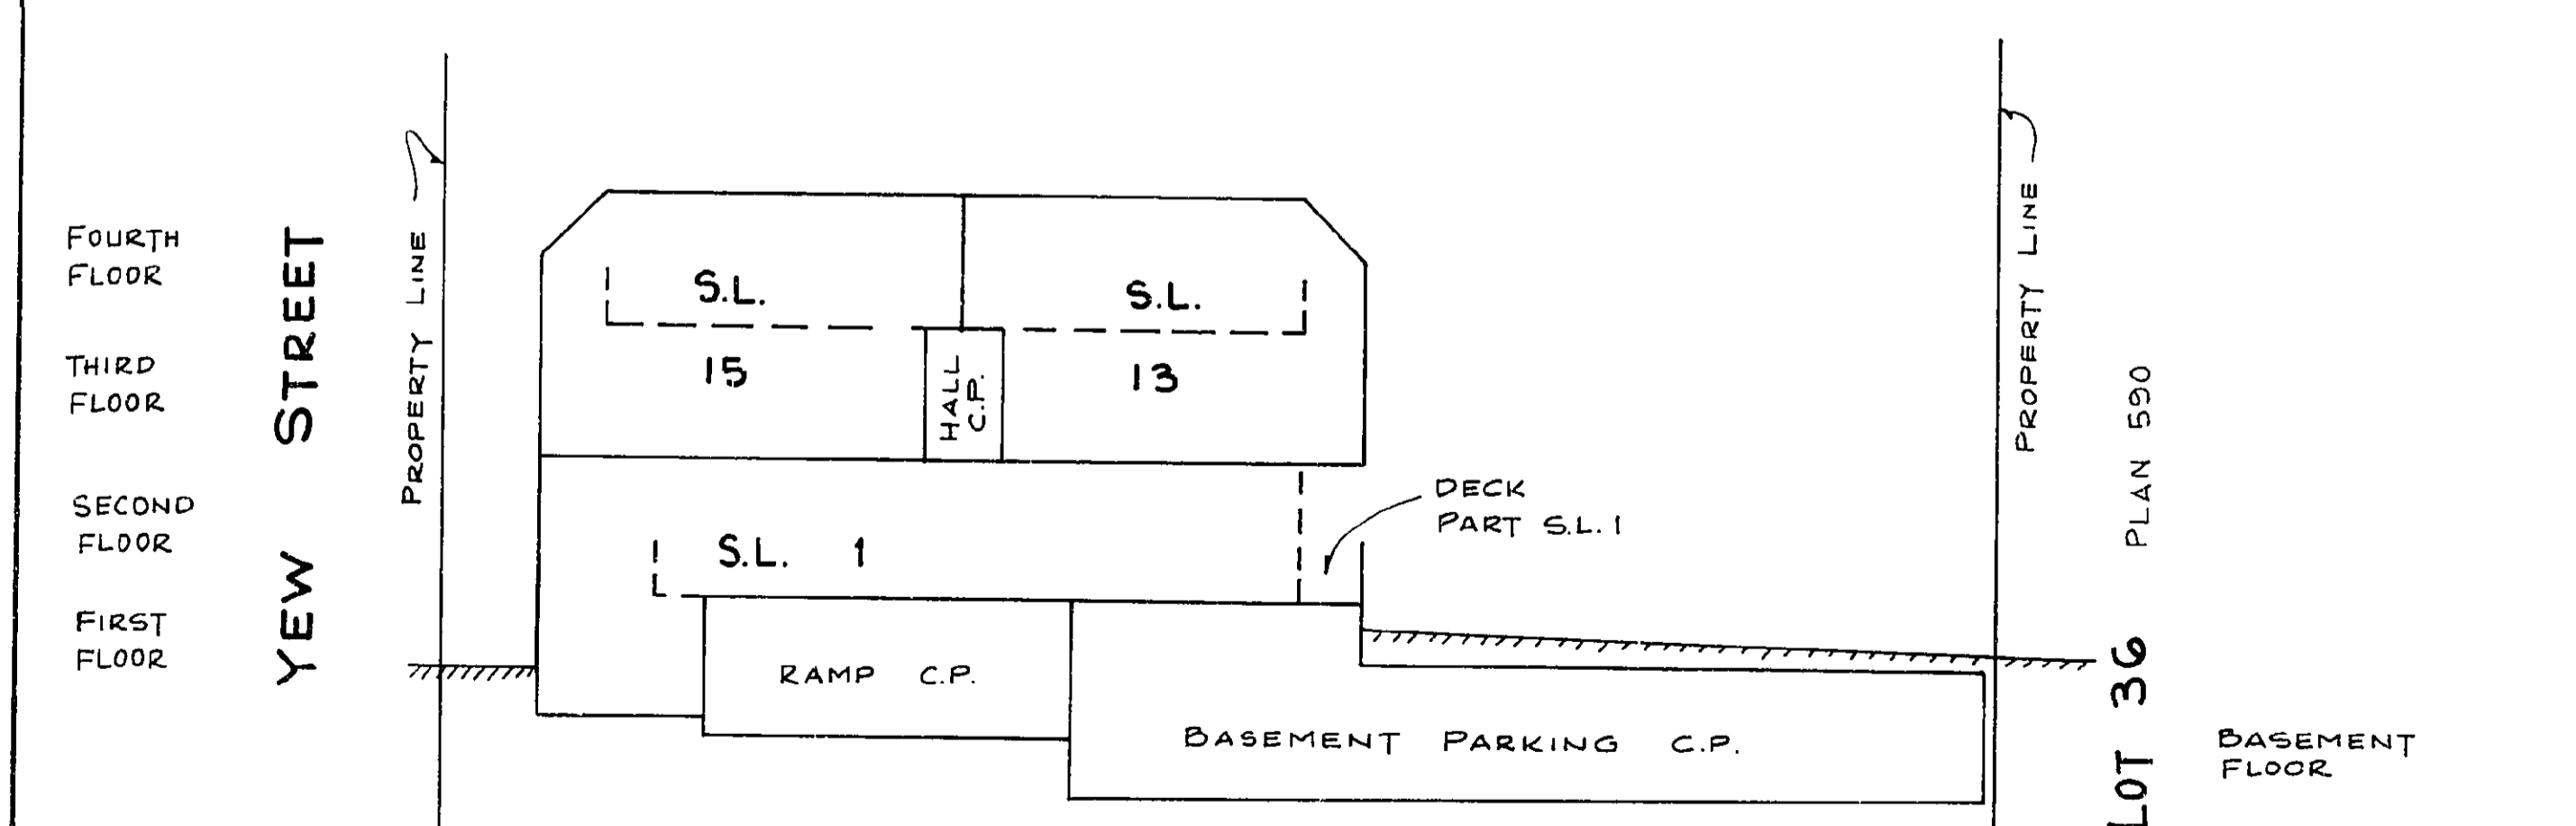 FOURTH
FLOOR
THIRD
FLOOR
SECOND
FLOOR
FIRST
FLOOR
YEW STREET
PROPERTY LINE
S.L.
15
S.L.
13
HALL
C.P.
S.L. 1
DECK
PART S.L. 1
RAMP C.P.
BASEMENT PARKING C.P.
PROPERTY LINE
LOT 36 PLAN 590
BASEMENT
FLOOR